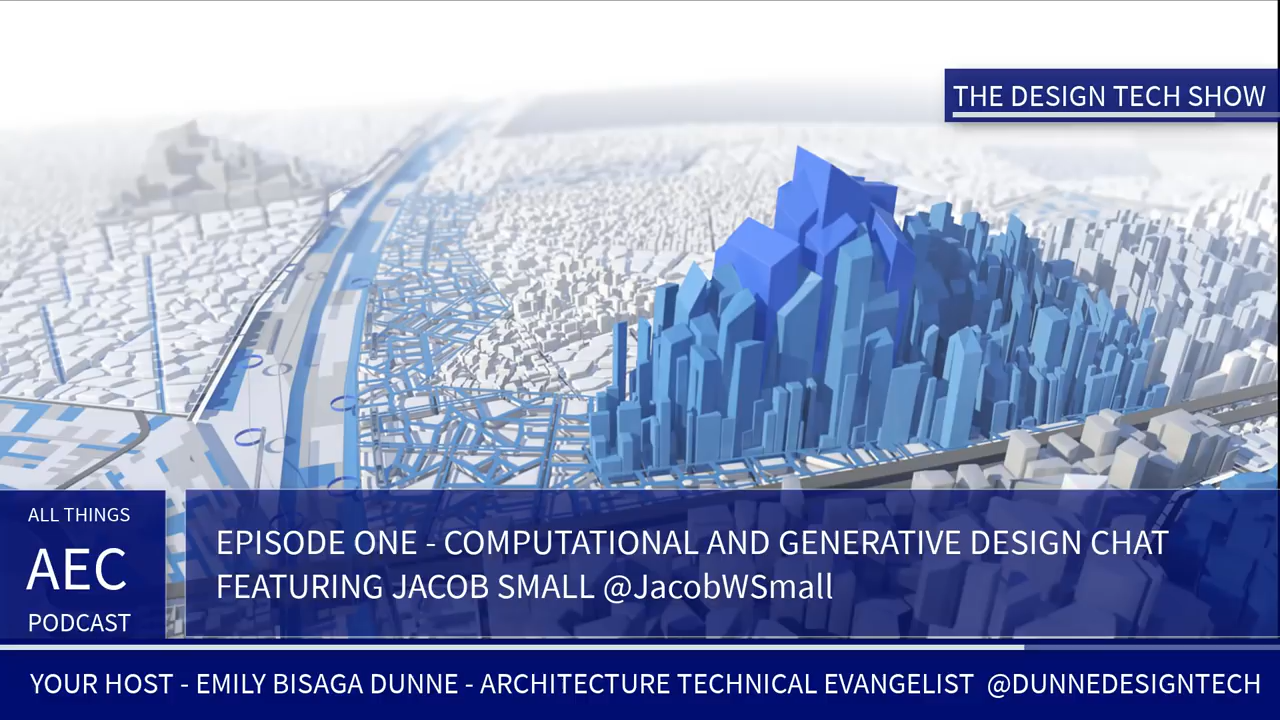 THE DESIGN TECH SHOW
ALL THINGS
AEC
PODCAST
EPISODE ONE - COMPUTATIONAL AND GENERATIVE DESIGN CHAT
FEATURING JACOB SMALL @JacobWSmall
YOUR HOST - EMILY BISAGA DUNNE - ARCHITECTURE TECHNICAL EVANGELIST @DUNNEDESIGNTECH